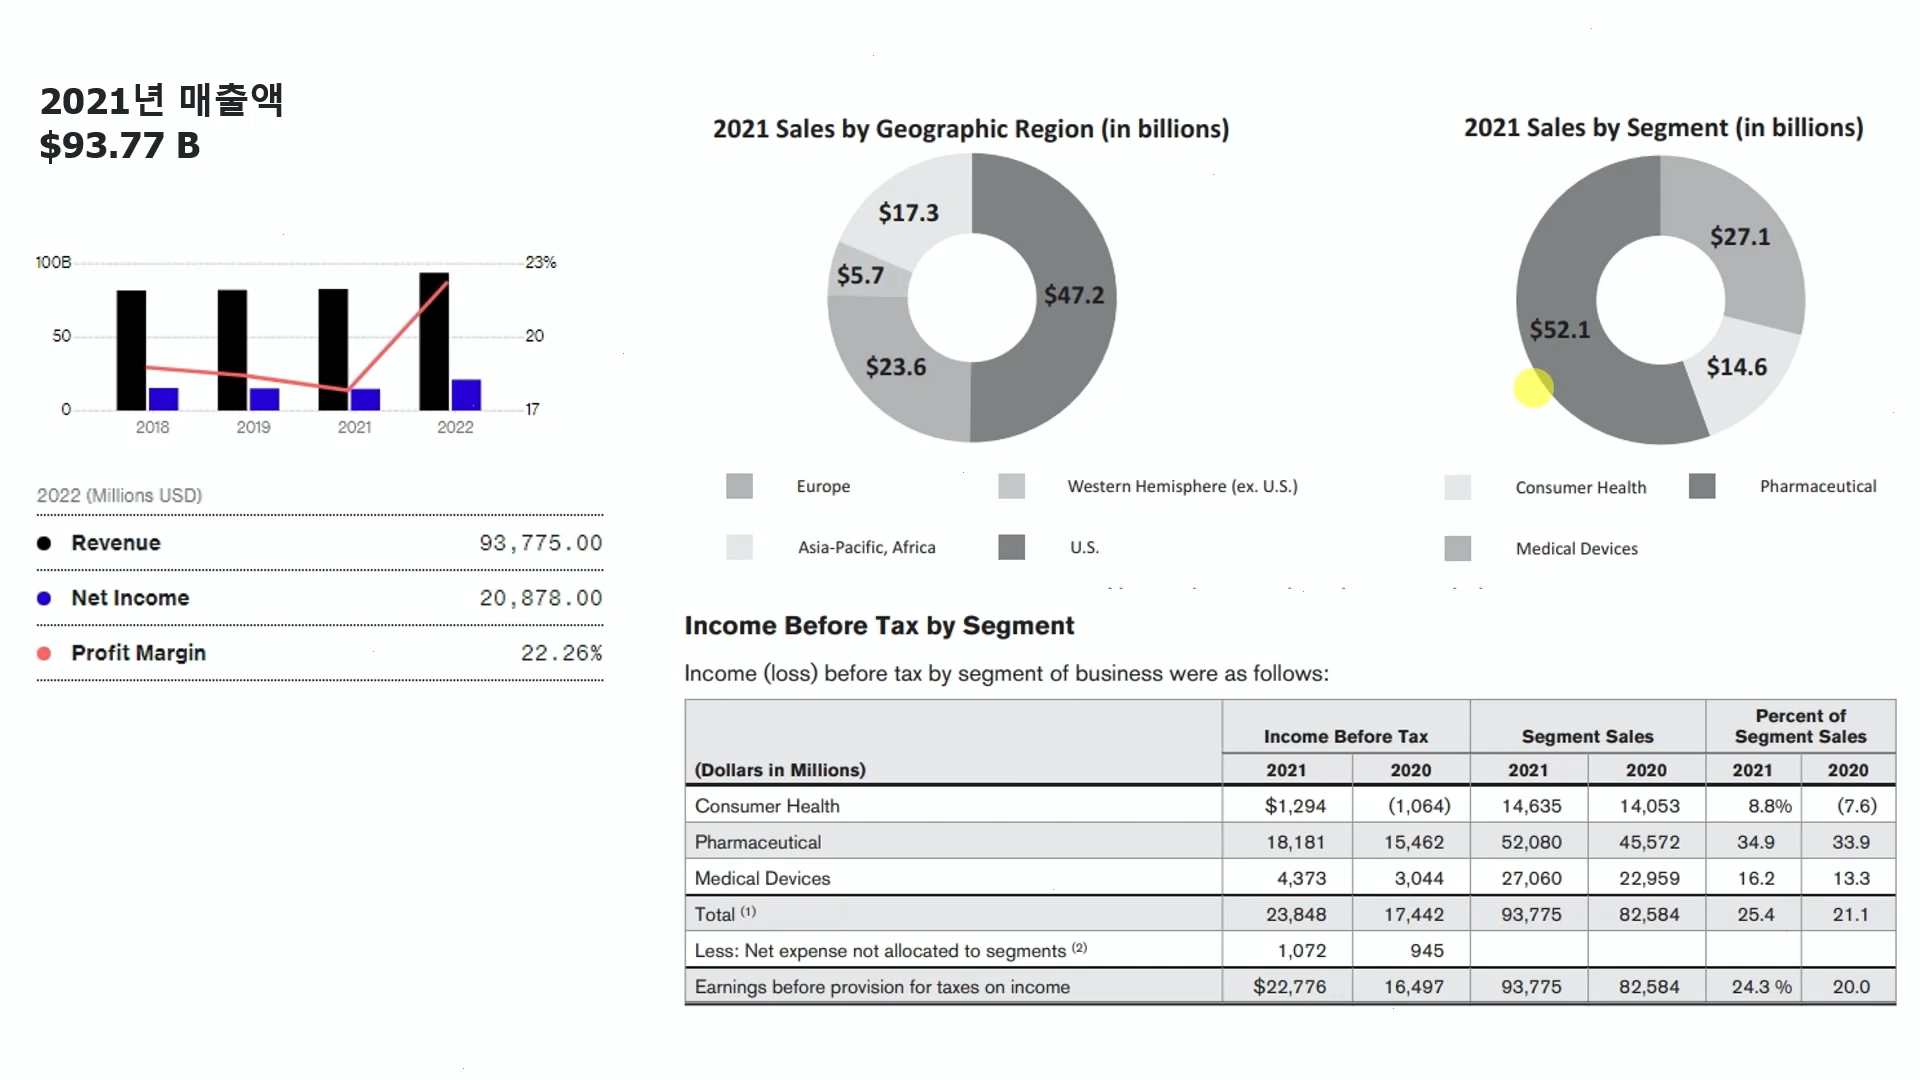 2021년 매출액
$93.77 B
100B
50
0
23%
20
17
2018
2019
2021
2022
2022 (Millions USD)
Revenue 93,775.00
Net Income 20,878.00
Profit Margin 22.26%
2021 Sales by Geographic Region (in billions)
$17.3
$5.7
$47.2
$23.6
Europe
Western Hemisphere (ex. U.S.)
Asia-Pacific, Africa
U.S.
2021 Sales by Segment (in billions)
$27.1
$52.1
$14.6
Consumer Health
Pharmaceutical
Medical Devices
Income Before Tax by Segment
Income (loss) before tax by segment of business were as follows:
Income Before Tax Segment Sales Percent of Segment Sales
(Dollars in Millions) 2021 2020 2021 2020 2021 2020
Consumer Health $1,294 (1,064) 14,635 14,053 8.8% (7.6)
Pharmaceutical 18,181 15,462 52,080 45,572 34.9 33.9
Medical Devices 4,373 3,044 27,060 22,959 16.2 13.3
Total (1) 23,848 17,442 93,775 82,584 25.4 21.1
Less: Net expense not allocated to segments (2) 1,072 945
Earnings before provision for taxes on income $22,776 16,497 93,775 82,584 24.3 % 20.0